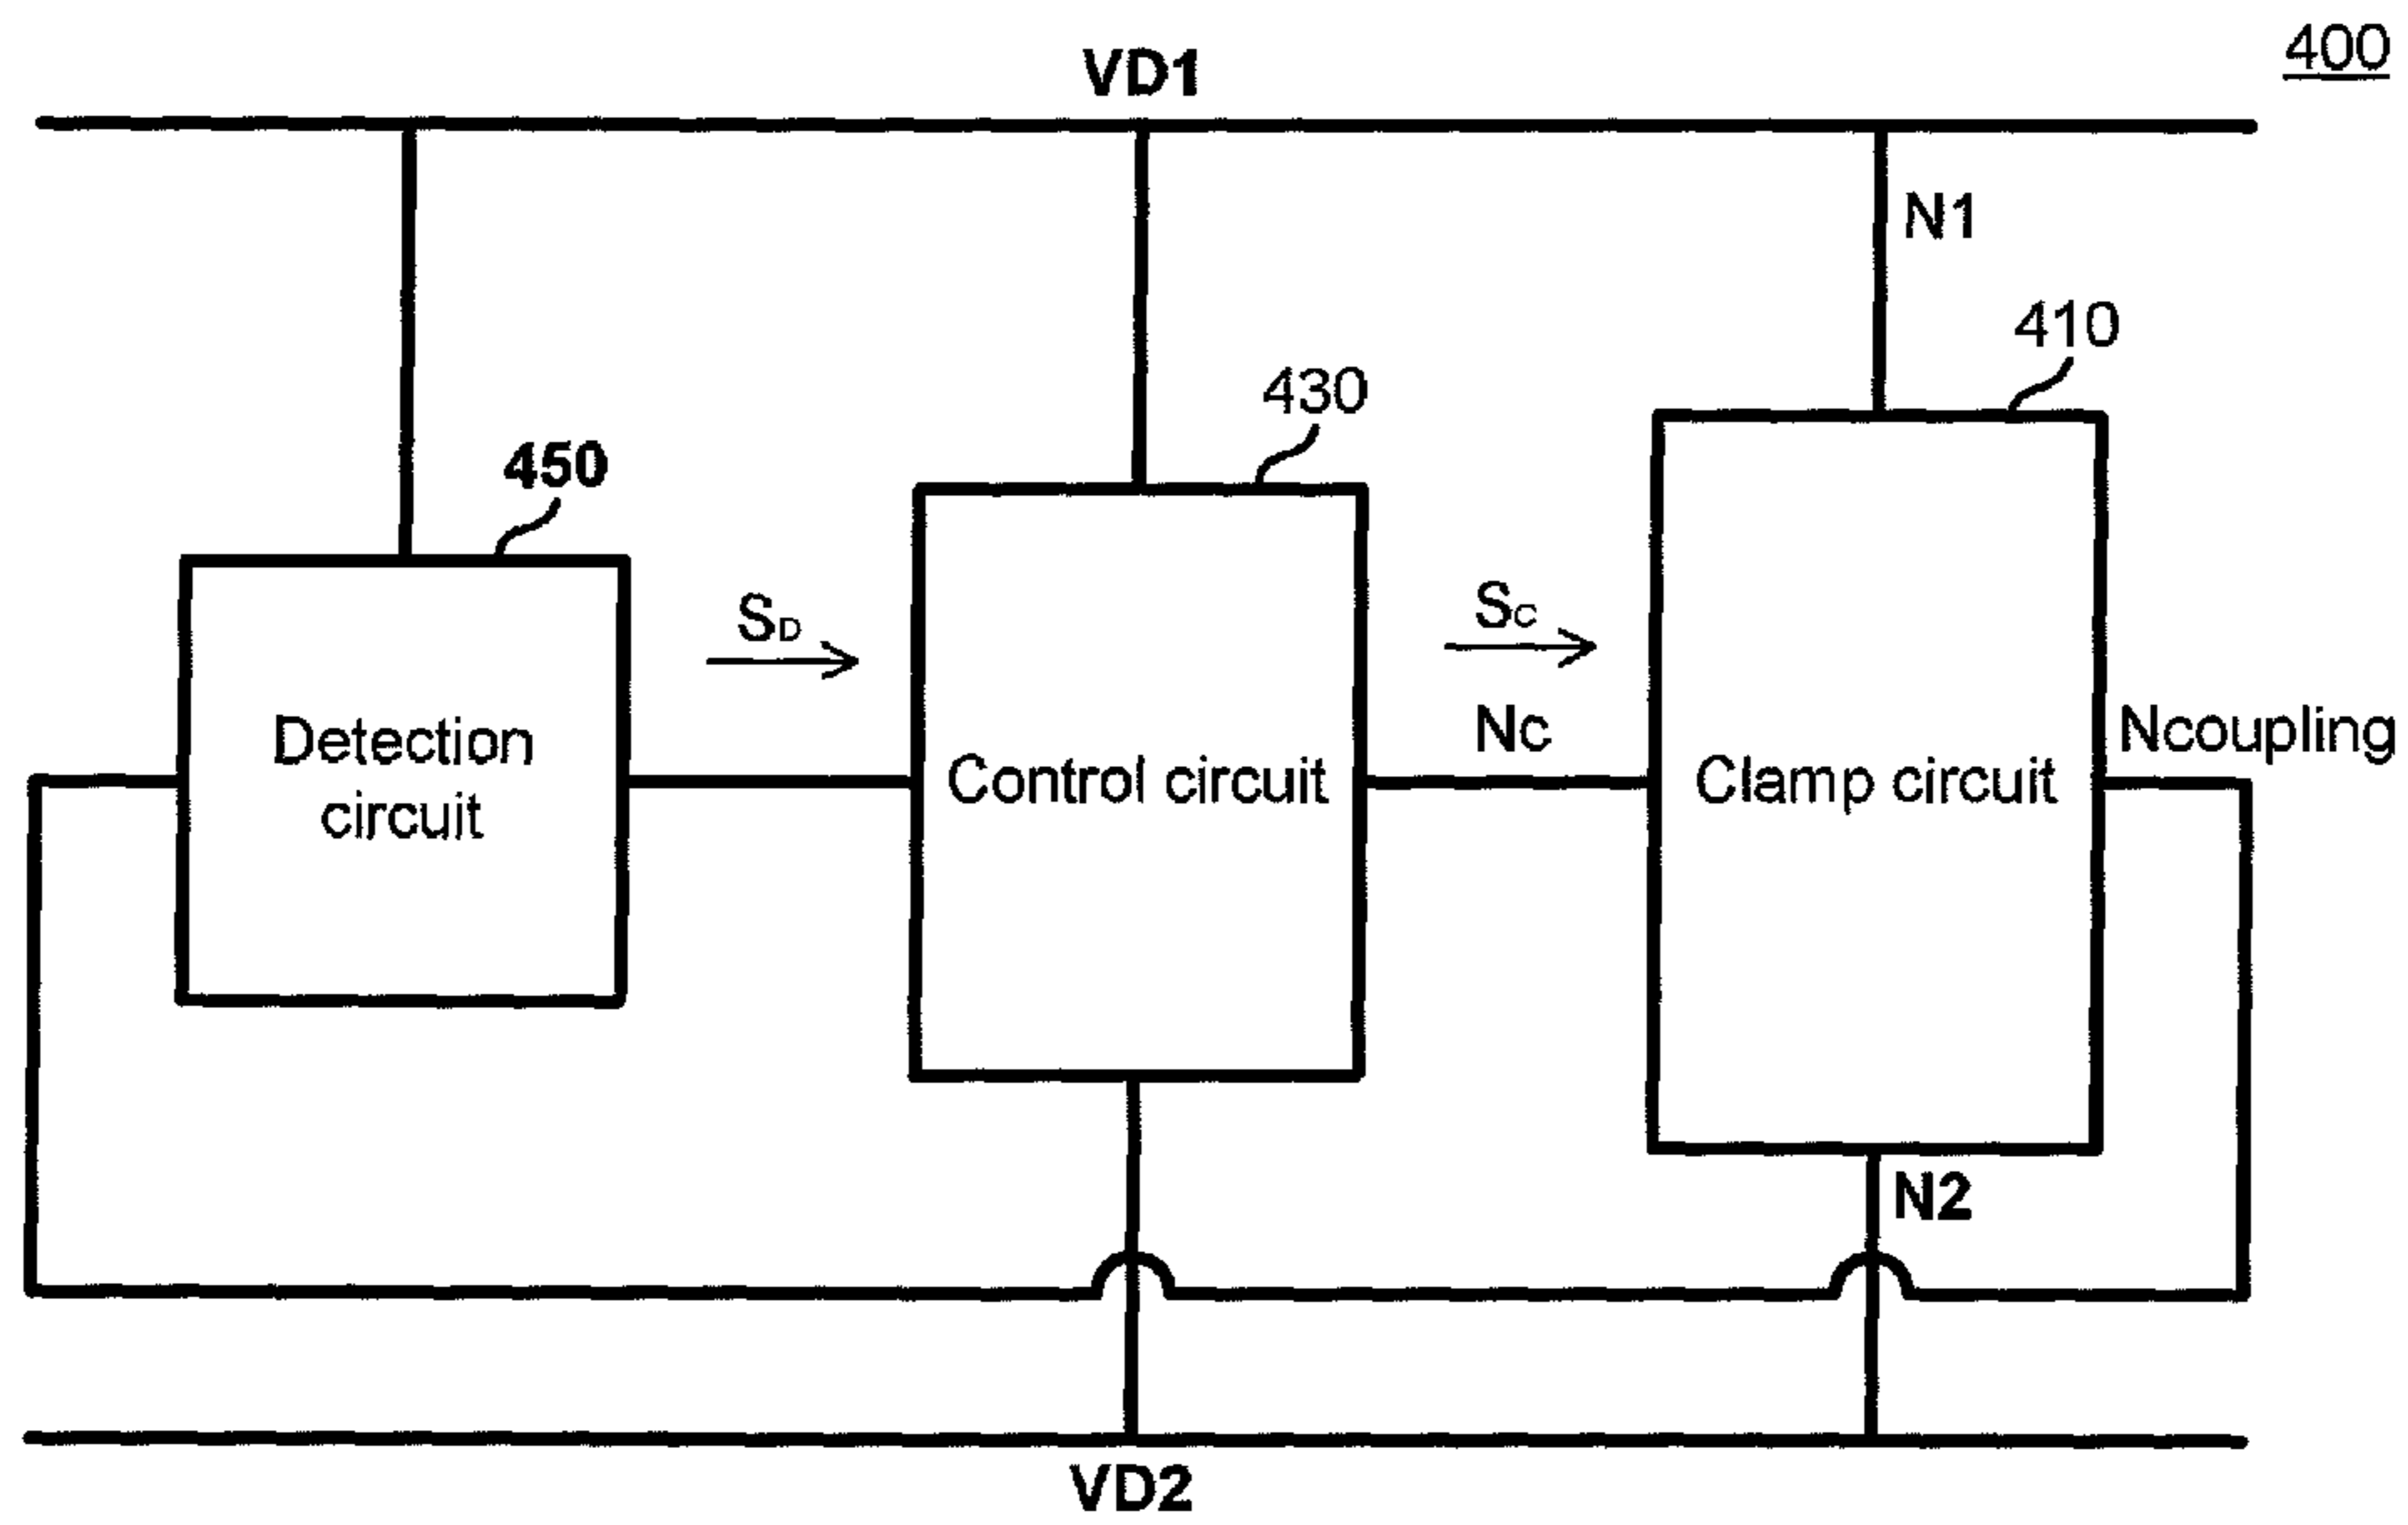 400
VD1
N1
410
430
450
SD
SC
Nc
Ncoupling
Detection
circuit
Control circuit
Clamp circuit
N2
VD2